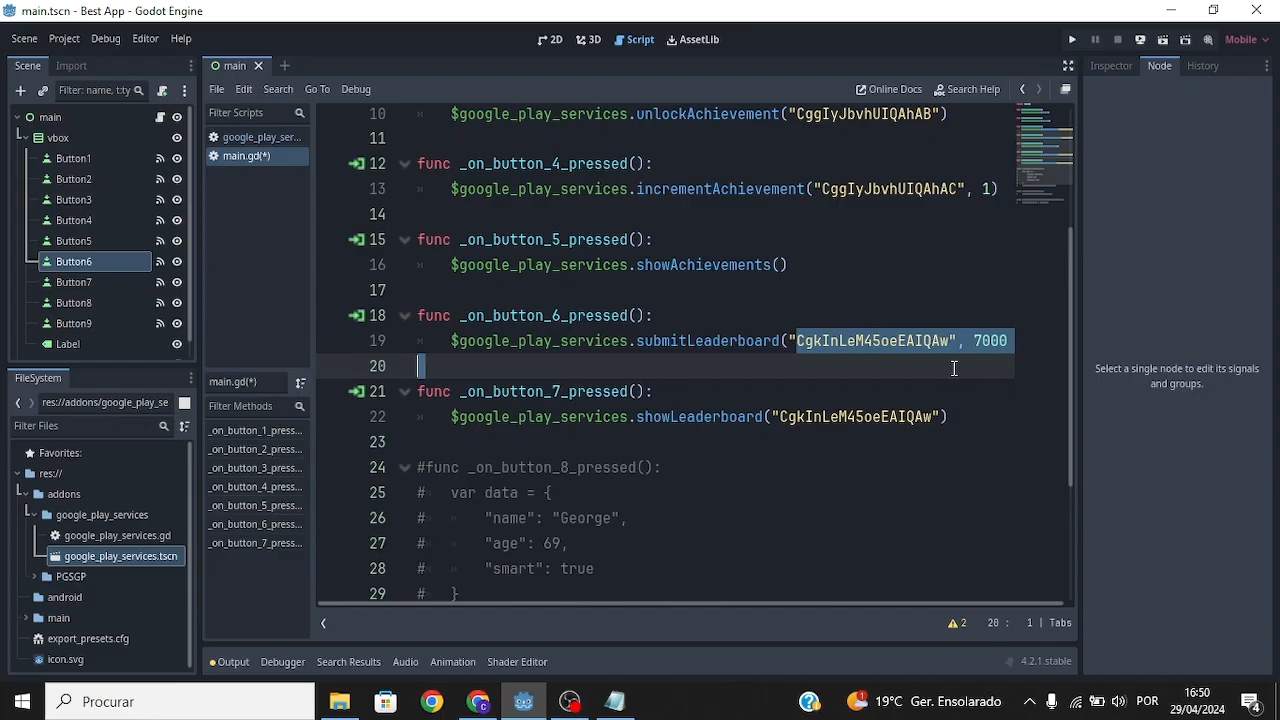 main.tscn - Best App - Godot Engine
Scene Project Debug Editor Help
2D 3D Script AssetLib
Mobile
Scene Import
main
Inspector Node History
Filter: name, t:ty
File Edit Search Go To Debug
Online Docs Search Help
main
vbox
Button1
Button2
Button3
Button4
Button5
Button6
Button7
Button8
Button9
Label
FileSystem
res://addons/google_play_se
Filter Files
Favorites:
res://
addons
google_play_services
google_play_services.gd
google_play_services.tscn
PGSGP
android
main
export_presets.cfg
icon.svg
Filter Scripts
google_play_ser...
main.gd(*)
main.gd(*)
Filter Methods
_on_button_1_press...
_on_button_2_press...
_on_button_3_press...
_on_button_4_press...
_on_button_5_press...
_on_button_6_press...
_on_button_7_press...
10 $google_play_services.unlockAchievement("CggIyJbvhUIQAhAB")
11
12 func _on_button_4_pressed():
13 $google_play_services.incrementAchievement("CggIyJbvhUIQAhAC", 1)
14
15 func _on_button_5_pressed():
16 $google_play_services.showAchievements()
17
18 func _on_button_6_pressed():
19 $google_play_services.submitLeaderboard("CgkInLeM45oeEAIQAw", 7000
20
21 func _on_button_7_pressed():
22 $google_play_services.showLeaderboard("CgkInLeM45oeEAIQAw")
23
24 #func _on_button_8_pressed():
25 # var data = {
26 # "name": "George",
27 # "age": 69,
28 # "smart": true
29 # }
2 20 : 1 | Tabs
Select a single node to edit its signals
and groups.
Output Debugger Search Results Audio Animation Shader Editor
4.2.1.stable
Procurar
19°C Ger. Ensolarado
POR
16:50
29/04/2024
4